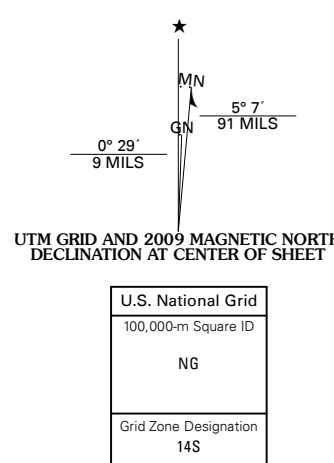 ★
MN
5° 7´
91 MILS
GN
0° 29´
9 MILS
UTM GRID AND 2009 MAGNETIC NORTH
DECLINATION AT CENTER OF SHEET
U.S. National Grid
100,000-m Square ID
NG
Grid Zone Designation
14S